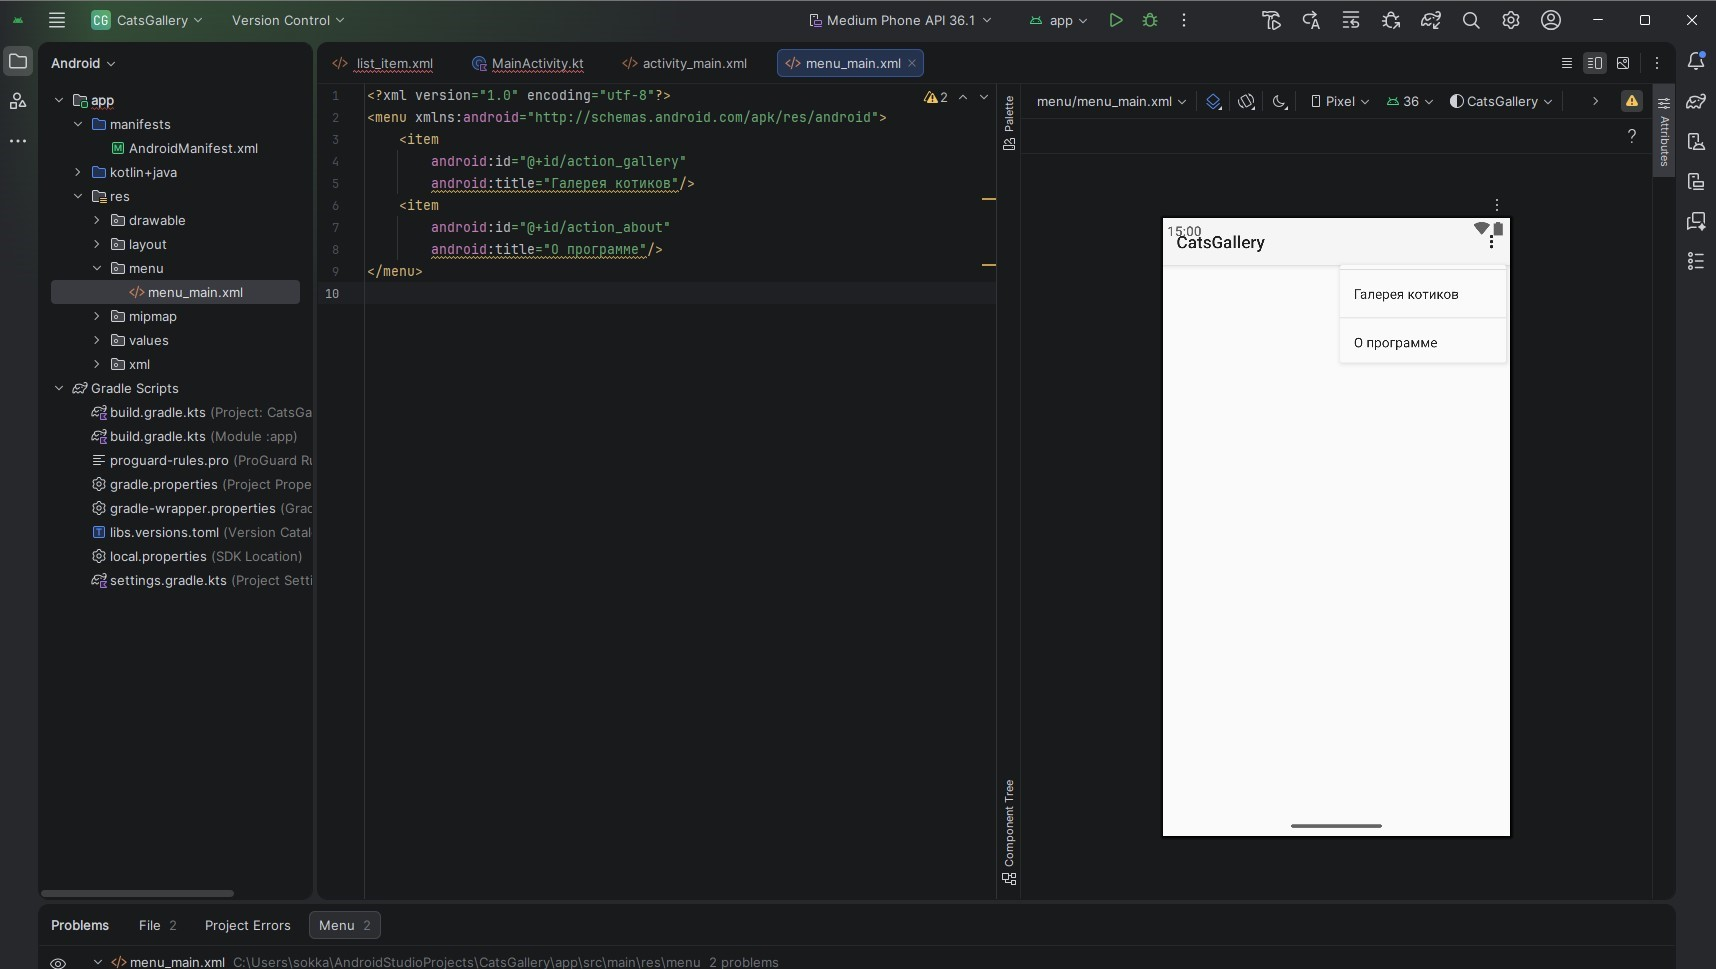 CG CatsGallery Version Control Medium Phone API 36.1 app
Android
list_item.xml MainActivity.kt activity_main.xml menu_main.xml
app
manifests
AndroidManifest.xml
kotlin+java
res
drawable
layout
menu
menu_main.xml
mipmap
values
xml
Gradle Scripts
build.gradle.kts (Project: CatsGa
build.gradle.kts (Module :app)
proguard-rules.pro (ProGuard Ru
gradle.properties (Project Prope
gradle-wrapper.properties (Grad
libs.versions.toml (Version Catal
local.properties (SDK Location)
settings.gradle.kts (Project Setti
1 <?xml version="1.0" encoding="utf-8"?>
2 <menu xmlns:android="http://schemas.android.com/apk/res/android">
3 <item
4 android:id="@+id/action_gallery"
5 android:title="Галерея котиков"/>
6 <item
7 android:id="@+id/action_about"
8 android:title="О программе"/>
9 </menu>
10
2
Palette
Component Tree
menu/menu_main.xml Pixel 36 CatsGallery
?
Attributes
15:00
CatsGallery
Галерея котиков
О программе
Problems File 2 Project Errors Menu 2
menu_main.xml C:\Users\sokka\AndroidStudioProjects\CatsGallery\app\src\main\res\menu 2 problems